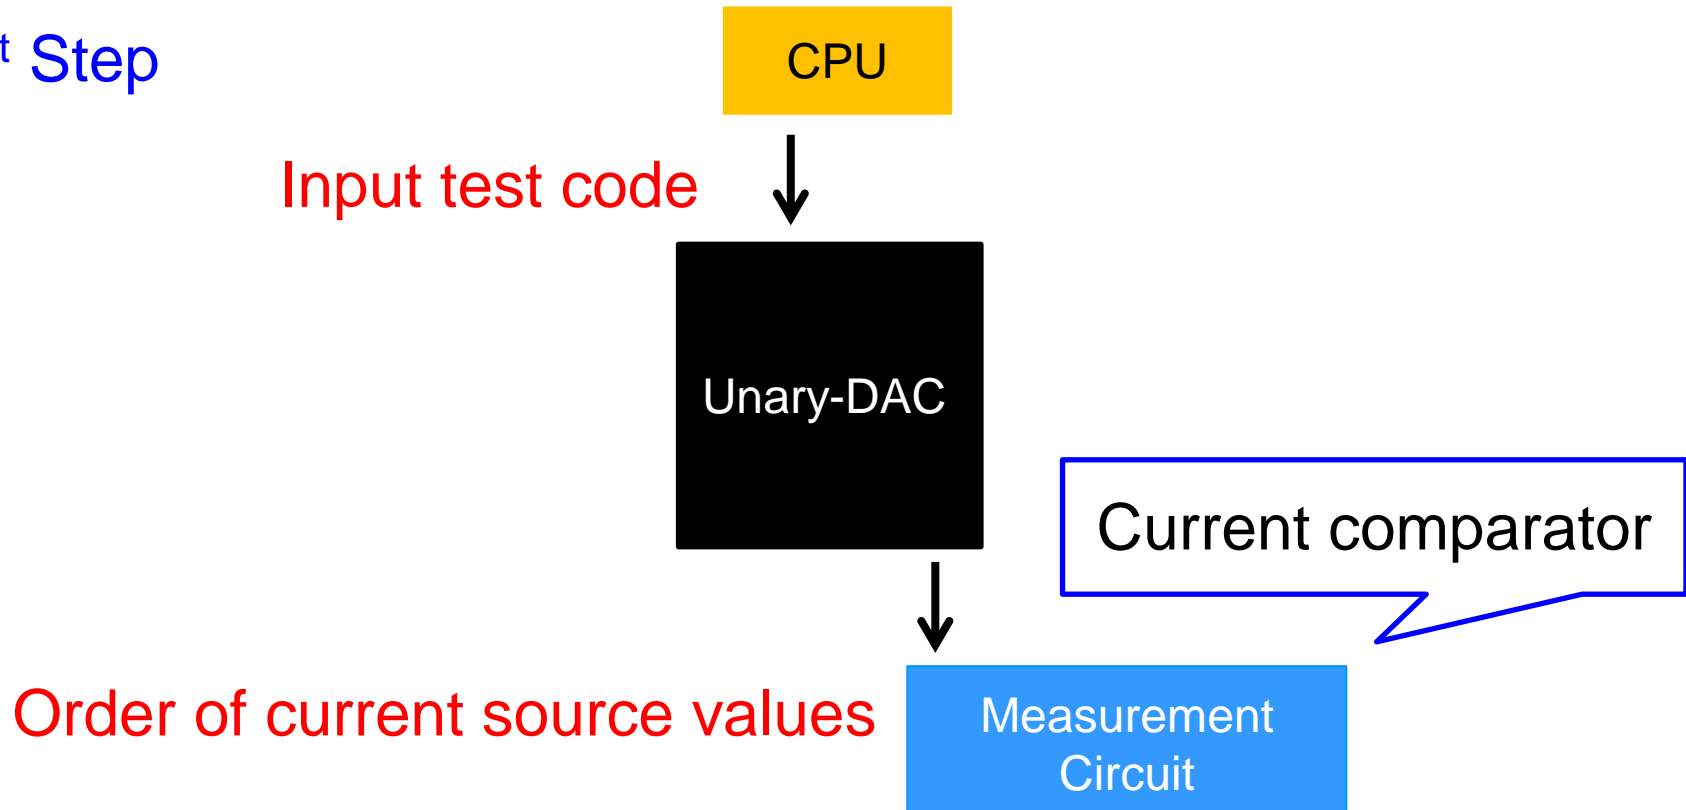 t Step
CPU
Input test code
Unary-DAC
Current comparator
Order of current source values
Measurement
Circuit